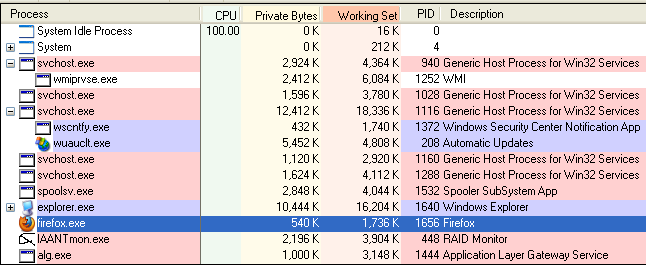 Process CPU Private Bytes Working Set PID Description
System Idle Process 100.00 0 K 16 K 0
System 0 K 212 K 4
svchost.exe 2,924 K 4,364 K 940 Generic Host Process for Win32 Services
wmiprvse.exe 2,412 K 6,084 K 1252 WMI
svchost.exe 1,596 K 3,780 K 1028 Generic Host Process for Win32 Services
svchost.exe 12,412 K 18,336 K 1116 Generic Host Process for Win32 Services
wscntfy.exe 432 K 1,740 K 1372 Windows Security Center Notification App
wuauclt.exe 5,452 K 4,808 K 208 Automatic Updates
svchost.exe 1,120 K 2,920 K 1160 Generic Host Process for Win32 Services
svchost.exe 1,624 K 4,112 K 1288 Generic Host Process for Win32 Services
spoolsv.exe 2,848 K 4,044 K 1532 Spooler SubSystem App
explorer.exe 10,444 K 16,204 K 1640 Windows Explorer
firefox.exe 540 K 1,736 K 1656 Firefox
IAANTmon.exe 2,196 K 3,904 K 448 RAID Monitor
alg.exe 1,000 K 3,148 K 1444 Application Layer Gateway Service